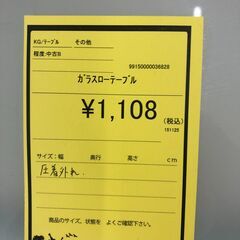 KG/テーブル その他
程度:中古B
99150000036828
ガラスローテーブル
¥1,108
(税込)
181125
サイズ:幅 奥行 高さ cm
圧着外れ.
商品のサイズ、状態を よくご確認下さい。